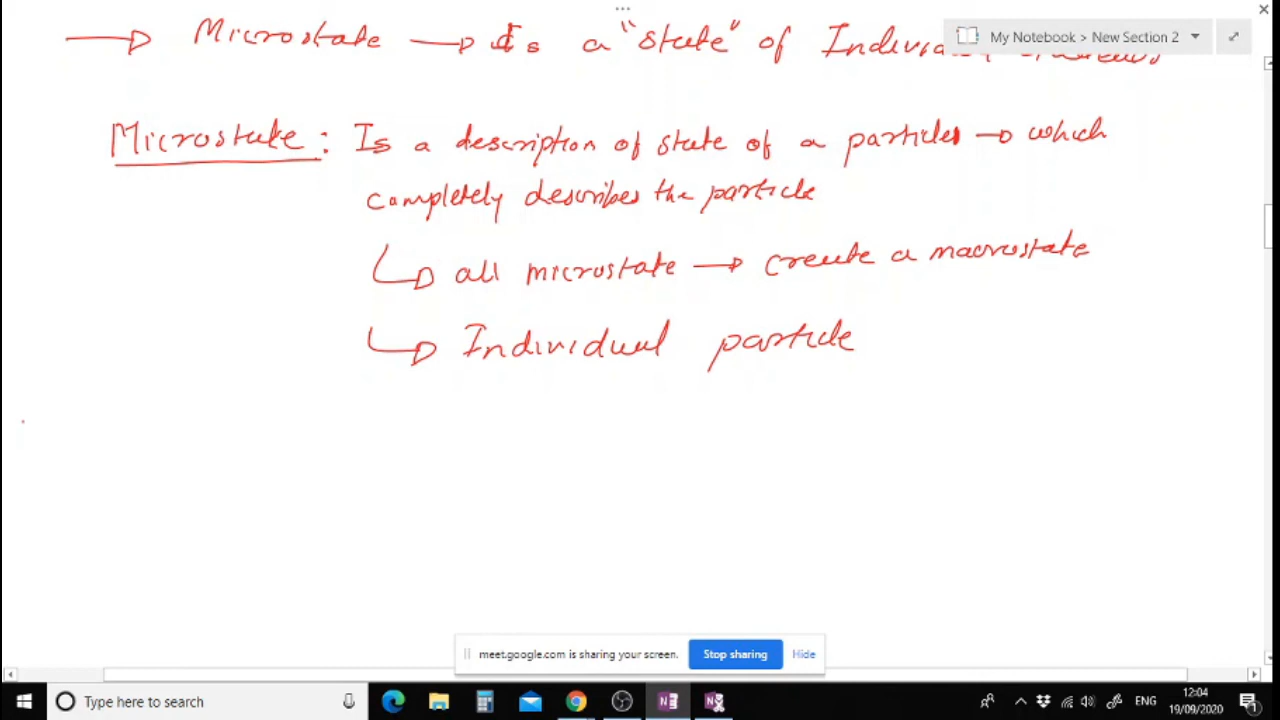 → Microstate → Is a "state" of
My Notebook > New Section 2
Microstate: Is a description of state of a particle → which
completely describes the particle
↳ all microstate → create a macrostate
↳ Individual particle
meet.google.com is sharing your screen. Stop sharing Hide
Type here to search
ENG
12:04
19/09/2020
1